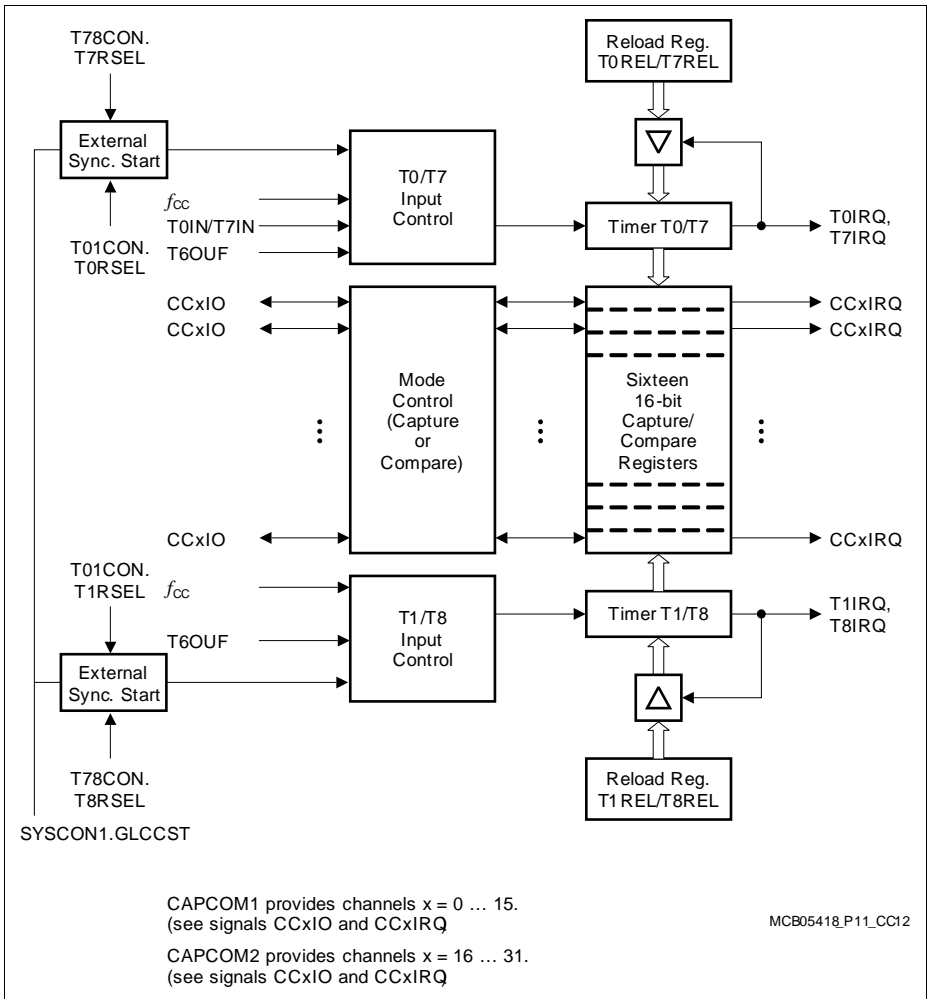 T78CON.
T7RSEL
Reload Reg.
T0REL/T7REL
External
Sync. Start
T0/T7
Input
Control
fCC
T0IN/T7IN
T6OUF
T01CON.
T0RSEL
Timer T0/T7
T0IRQ,
T7IRQ
CCxIO
CCxIO
CCxIRQ
CCxIRQ
Mode
Control
(Capture
or
Compare)
Sixteen
16-bit
Capture/
Compare
Registers
CCxIO
CCxIRQ
T01CON.
T1RSEL
fCC
T6OUF
T1/T8
Input
Control
Timer T1/T8
T1IRQ,
T8IRQ
External
Sync. Start
T78CON.
T8RSEL
Reload Reg.
T1REL/T8REL
SYSCON1.GLCCST
CAPCOM1 provides channels x = 0 … 15.
(see signals CCxIO and CCxIRQ)
MCB05418_P11_CC12
CAPCOM2 provides channels x = 16 … 31.
(see signals CCxIO and CCxIRQ)